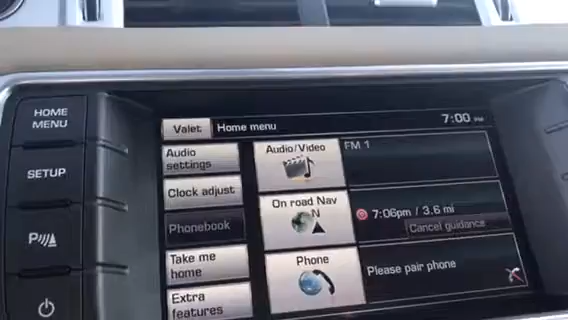 HOME
MENU
SETUP
Valet
Home menu
7:00 PM
Audio
settings
Clock adjust
Phonebook
Take me
home
Extra
features
Audio/Video
FM 1
On road Nav
N
7:06pm / 3.6 mi
Cancel guidance
Phone
Please pair phone